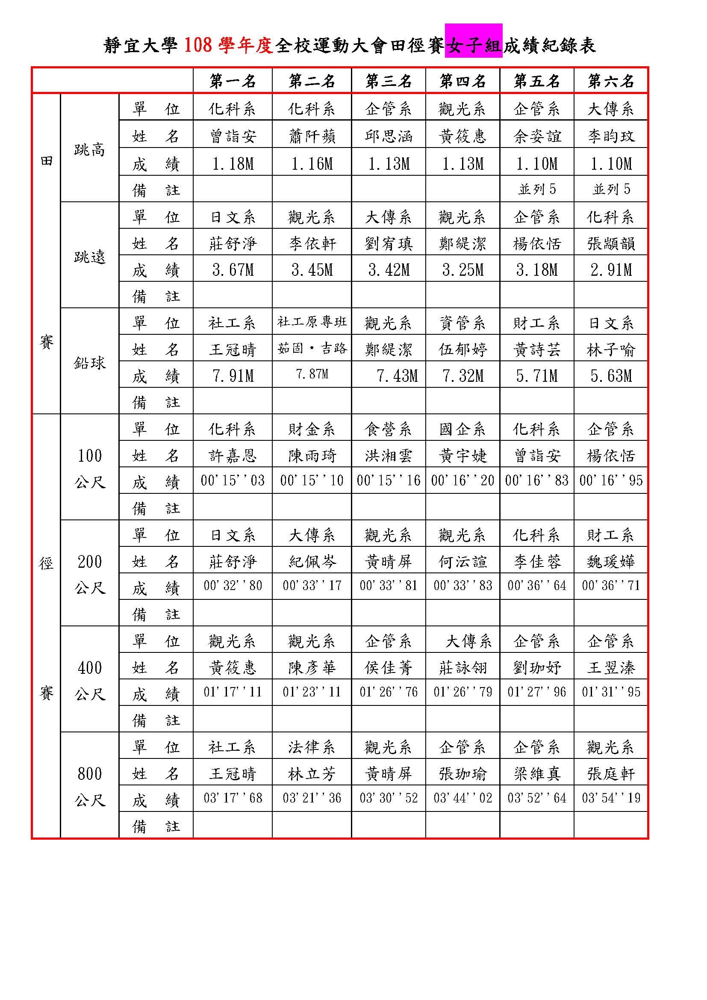 靜宜大學 108 學年度全校運動大會田徑賽女子組成績紀錄表
第一名 第二名 第三名 第四名 第五名 第六名
田賽
跳高
單位 化科系 化科系 企管系 觀光系 企管系 大傳系
姓名 曾詣安 蕭阡蘋 邱思涵 黃筱惠 余姿誼 李昀玟
成績 1.18M 1.16M 1.13M 1.13M 1.10M 1.10M
備註 並列 5 並列 5
跳遠
單位 日文系 觀光系 大傳系 觀光系 企管系 化科系
姓名 莊舒淨 李依軒 劉宥瑱 鄭緹潔 楊依恬 張顓韻
成績 3.67M 3.45M 3.42M 3.25M 3.18M 2.91M
備註
鉛球
單位 社工系 社工原專班 觀光系 資管系 財工系 日文系
姓名 王冠晴 茹固・吉路 鄭緹潔 伍郁婷 黃詩芸 林子喻
成績 7.91M 7.87M 7.43M 7.32M 5.71M 5.63M
備註
徑賽
100
公尺
單位 化科系 財金系 食營系 國企系 化科系 企管系
姓名 許嘉恩 陳雨琦 洪湘雲 黃宇婕 曾詣安 楊依恬
成績 00'15''03 00'15''10 00'15''16 00'16''20 00'16''83 00'16''95
備註
200
公尺
單位 日文系 大傳系 觀光系 觀光系 化科系 財工系
姓名 莊舒淨 紀佩岑 黃晴屏 何沄諠 李佳蓉 魏瑗嬅
成績 00'32''80 00'33''17 00'33''81 00'33''83 00'36''64 00'36''71
備註
400
公尺
單位 觀光系 觀光系 企管系 大傳系 企管系 企管系
姓名 黃筱惠 陳彥華 侯佳菁 莊詠翎 劉珈妤 王翌溱
成績 01'17''11 01'23''11 01'26''76 01'26''79 01'27''96 01'31''95
備註
800
公尺
單位 社工系 法律系 觀光系 企管系 企管系 觀光系
姓名 王冠晴 林立芳 黃晴屏 張珈瑜 梁維真 張庭軒
成績 03'17''68 03'21''36 03'30''52 03'44''02 03'52''64 03'54''19
備註